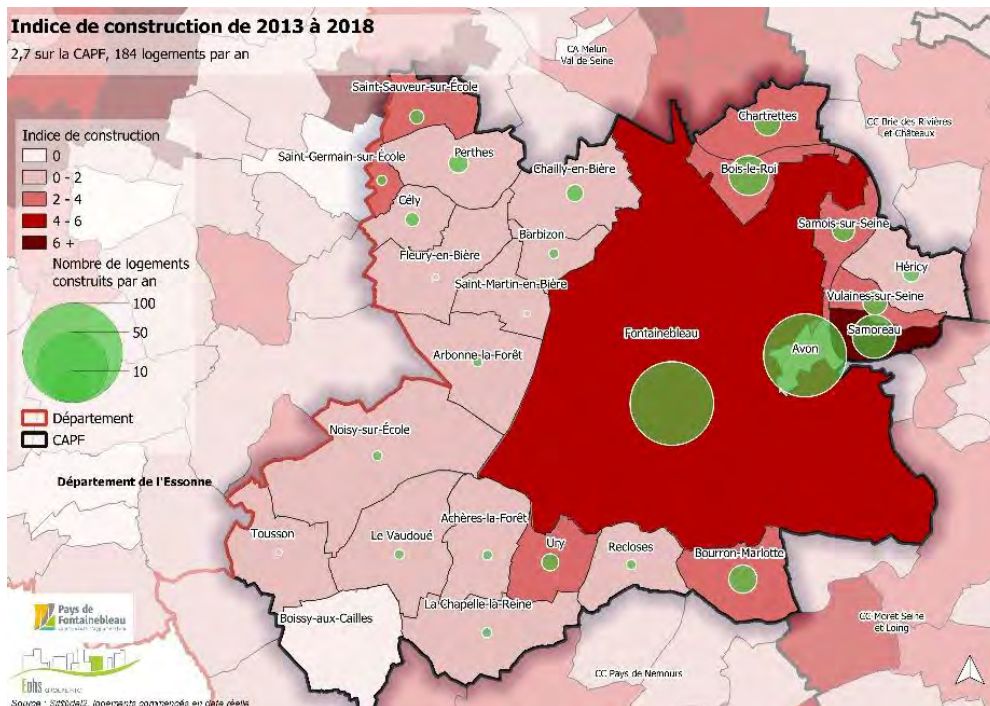 Indice de construction de 2013 à 2018
2,7 sur la CAPF, 184 logements par an
CA Melun
Val de Seine
Saint-Sauveur-sur-École
Chartrettes
CC Brie des Rivières
et Châteaux
Indice de construction
0
0 - 2
2 - 4
4 - 6
6 +
Saint-Germain-sur-École
Perthes
Chailly-en-Bière
Bois-le-Roi
Cély
Samois-sur-Seine
Barbizon
Fleury-en-Bière
Héricy
Nombre de logements
construits par an
100
50
10
Saint-Martin-en-Bière
Vulaines-sur-Seine
Fontainebleau
Samoreau
Avon
Arbonne-la-Forêt
Département
CAPF
Noisy-sur-École
Département de l'Essonne
Achères-la-Forêt
Tousson
Le Vaudoué
Ury
Recloses
Bourron-Marlotte
La Chapelle-la-Reine
Boissy-aux-Cailles
Pays de
Fontainebleau
CC Moret Seine
et Loing
CC Pays de Nemours
logements commencés en date réelle